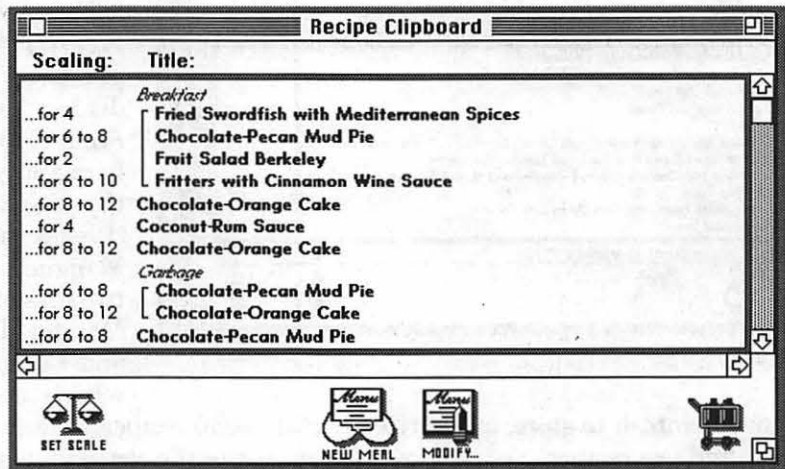 Recipe Clipboard
Scaling: Title:
Breakfast
...for 4 Fried Swordfish with Mediterranean Spices
...for 6 to 8 Chocolate-Pecan Mud Pie
...for 2 Fruit Salad Berkeley
...for 6 to 10 Fritters with Cinnamon Wine Sauce
...for 8 to 12 Chocolate-Orange Cake
...for 4 Coconut-Rum Sauce
...for 8 to 12 Chocolate-Orange Cake
Garbage
...for 6 to 8 Chocolate-Pecan Mud Pie
...for 8 to 12 Chocolate-Orange Cake
...for 6 to 8 Chocolate-Pecan Mud Pie
Menu Menu
SET SCALE NEW MEAL MODIFY...